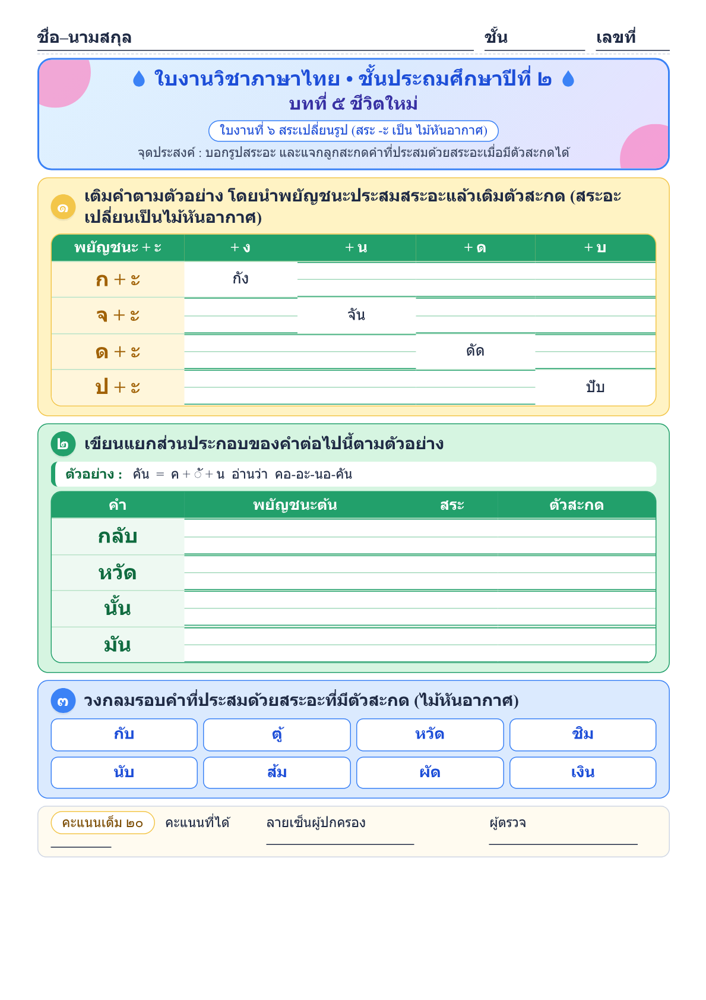 ชื่อ–นามสกุล ชั้น เลขที่
ใบงานวิชาภาษาไทย • ชั้นประถมศึกษาปีที่ ๒
บทที่ ๕ ชีวิตใหม่
ใบงานที่ ๖ สระเปลี่ยนรูป (สระ -ะ เป็น ไม้หันอากาศ)
จุดประสงค์ : บอกรูปสระอะ และแจกลูกสะกดคำที่ประสมด้วยสระอะเมื่อมีตัวสะกดได้
๑ เติมคำตามตัวอย่าง โดยนำพยัญชนะประสมสระอะแล้วเติมตัวสะกด (สระอะ
เปลี่ยนเป็นไม้หันอากาศ)
พยัญชนะ + ะ + ง + น + ด + บ
ก + ะ กัง
จ + ะ จัน
ด + ะ ดัด
ป + ะ ปับ
๒ เขียนแยกส่วนประกอบของคำต่อไปนี้ตามตัวอย่าง
ตัวอย่าง : คัน = ค + ◌ั + น อ่านว่า คอ-อะ-นอ-คัน
คำ พยัญชนะต้น สระ ตัวสะกด
กลับ
หวัด
นั้น
มัน
๓ วงกลมรอบคำที่ประสมด้วยสระอะที่มีตัวสะกด (ไม้หันอากาศ)
กับ ตู้ หวัด ชิม
นับ ส้ม ผัด เงิน
คะแนนเต็ม ๒๐ คะแนนที่ได้ ลายเซ็นผู้ปกครอง ผู้ตรวจ